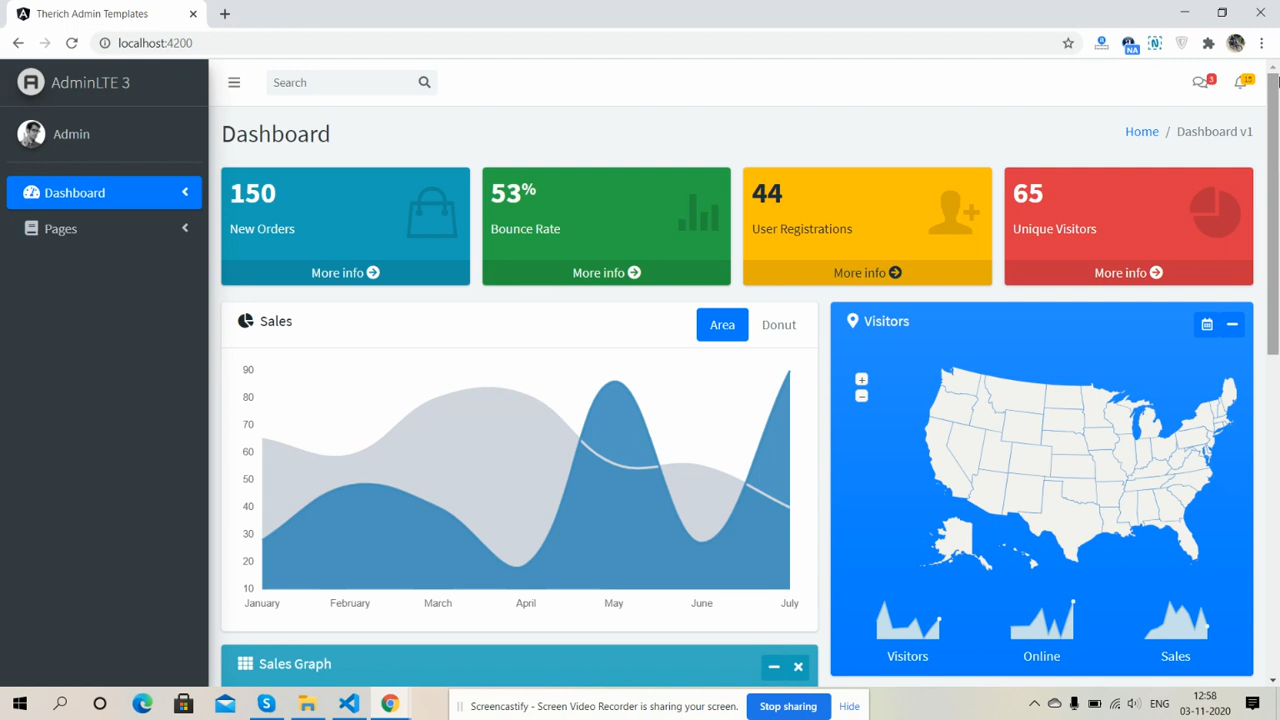 Therich Admin Templates
localhost:4200
NA
AdminLTE 3
Search
3
15
Admin
Dashboard
Home / Dashboard v1
Dashboard
Pages
150
New Orders
More info
53%
Bounce Rate
More info
44
User Registrations
More info
65
Unique Visitors
More info
Sales
Area
Donut
90
80
70
60
50
40
30
20
10
January February March April May June July
Visitors
+
−
Visitors Online Sales
Sales Graph
Screencastify - Screen Video Recorder is sharing your screen.
Stop sharing
Hide
ENG
12:58
03-11-2020